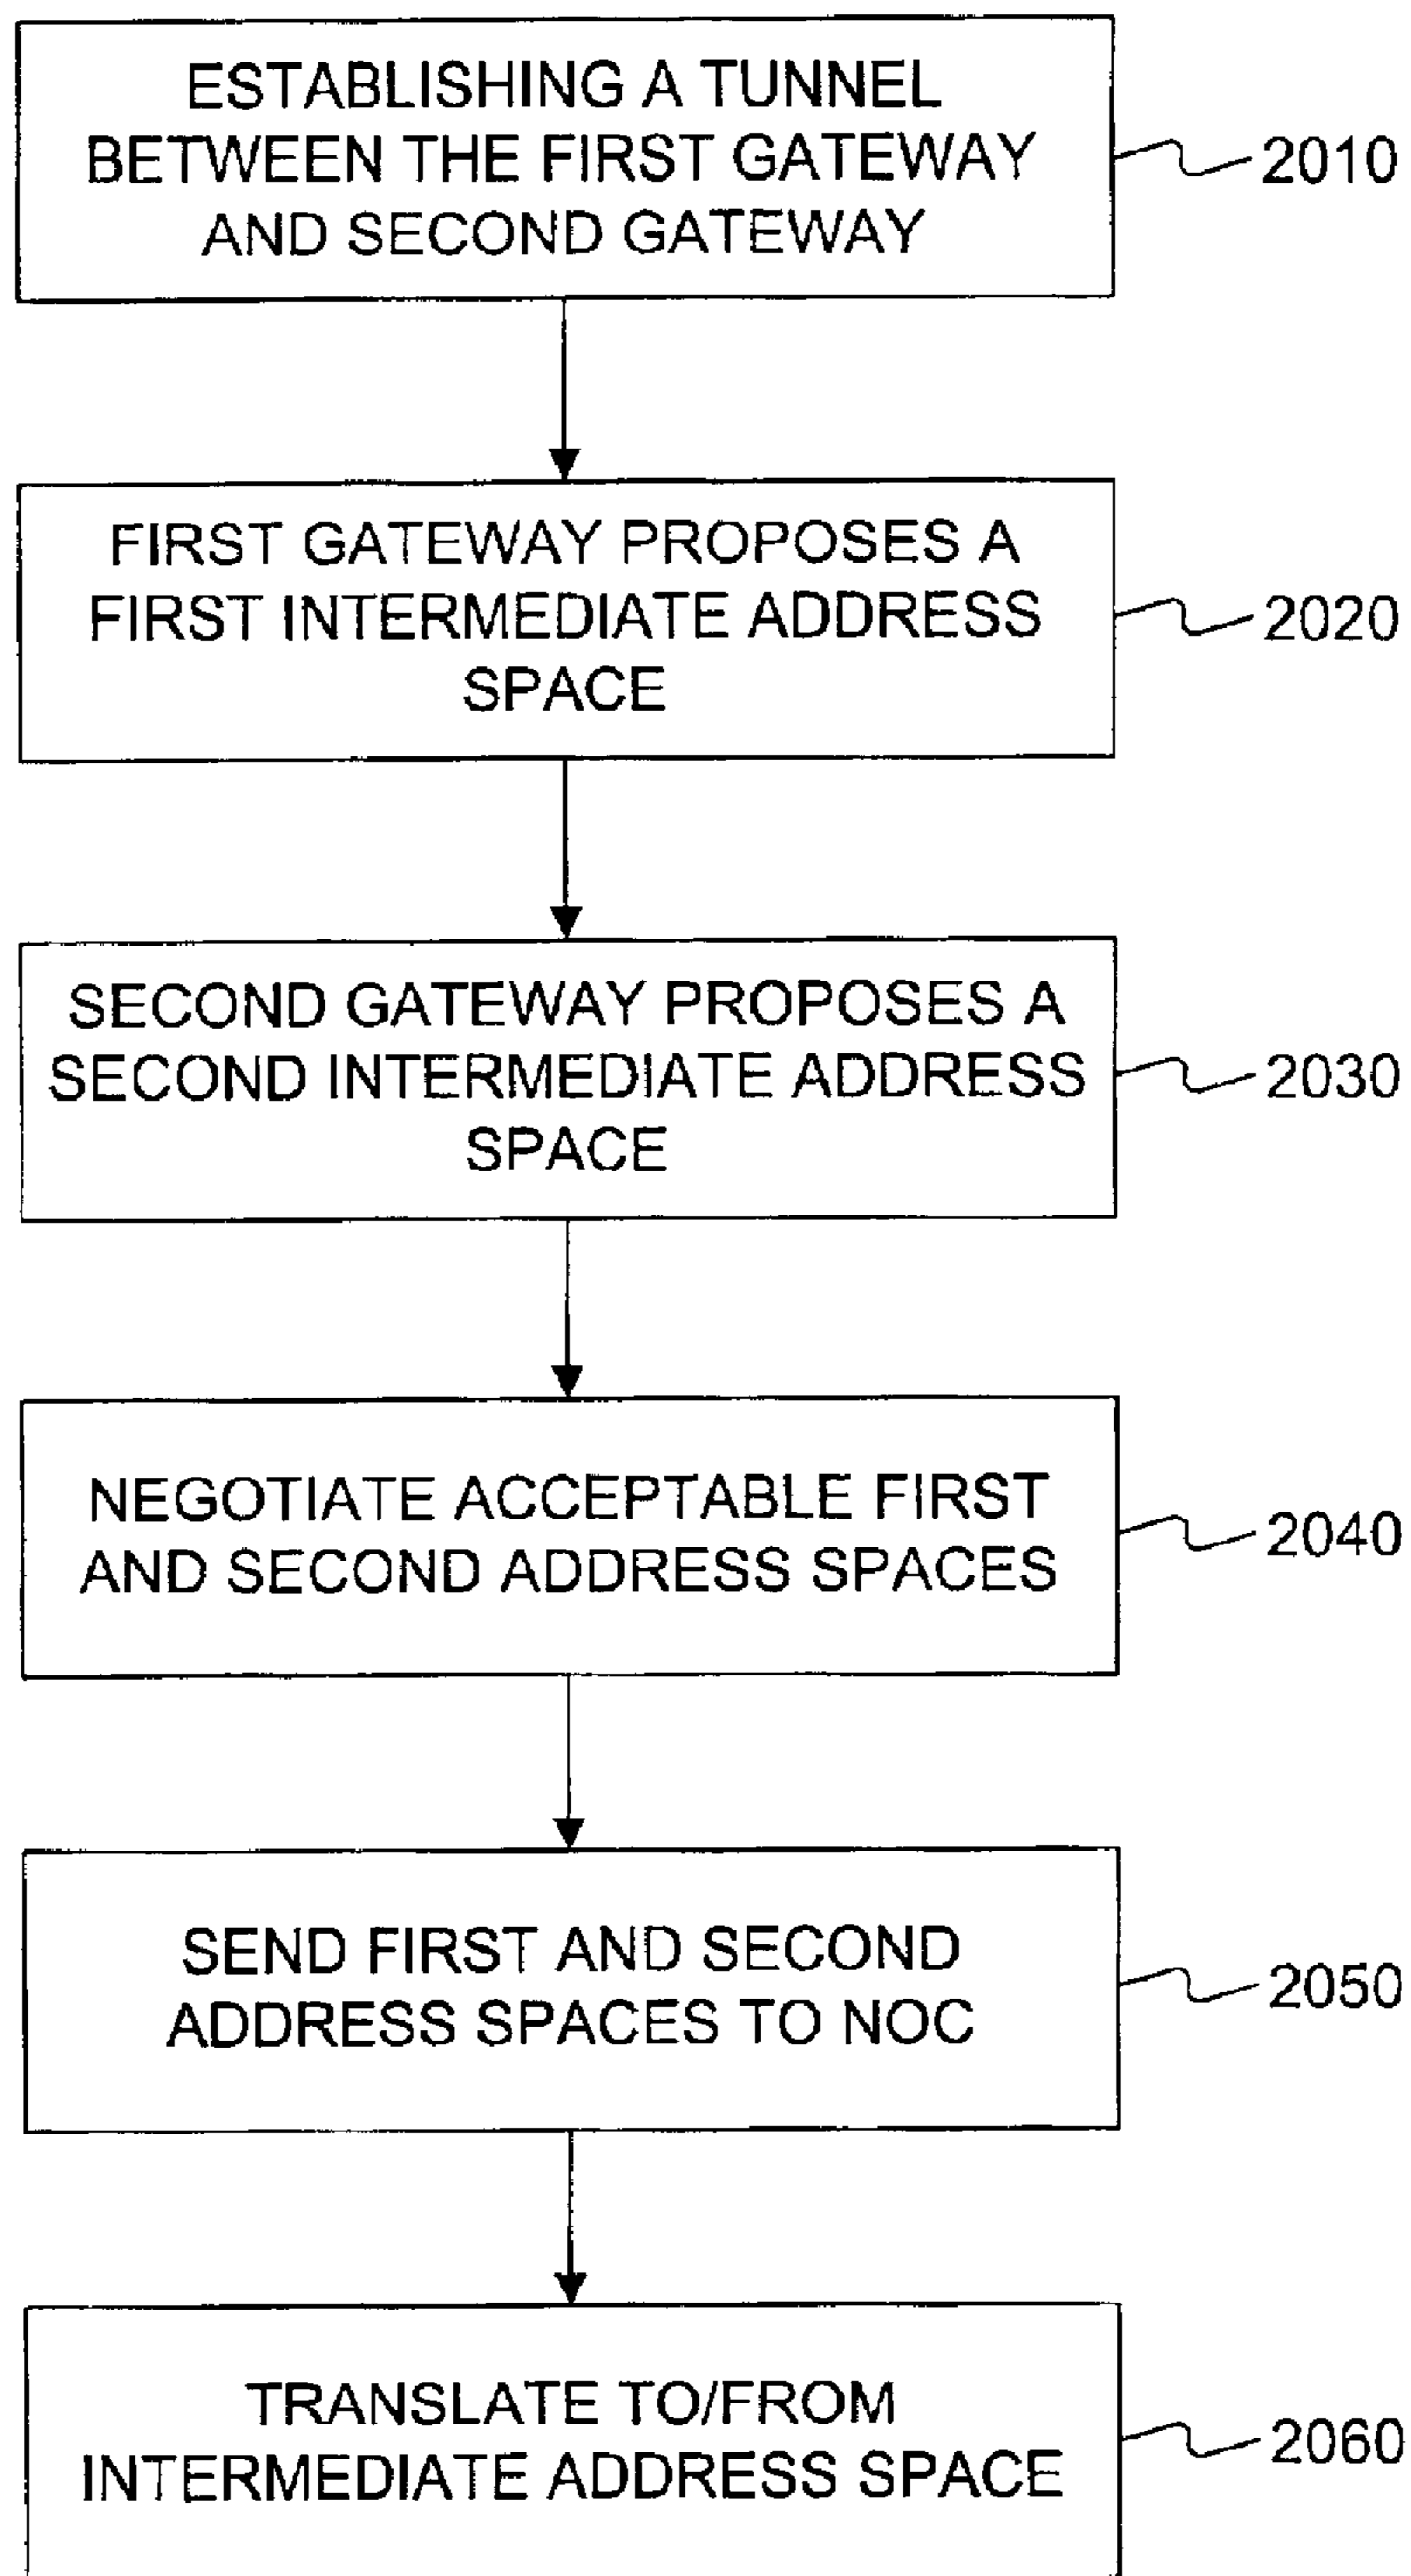 ESTABLISHING A TUNNEL
BETWEEN THE FIRST GATEWAY
AND SECOND GATEWAY
2010
FIRST GATEWAY PROPOSES A
FIRST INTERMEDIATE ADDRESS
SPACE
2020
SECOND GATEWAY PROPOSES A
SECOND INTERMEDIATE ADDRESS
SPACE
2030
NEGOTIATE ACCEPTABLE FIRST
AND SECOND ADDRESS SPACES
2040
SEND FIRST AND SECOND
ADDRESS SPACES TO NOC
2050
TRANSLATE TO/FROM
INTERMEDIATE ADDRESS SPACE
2060